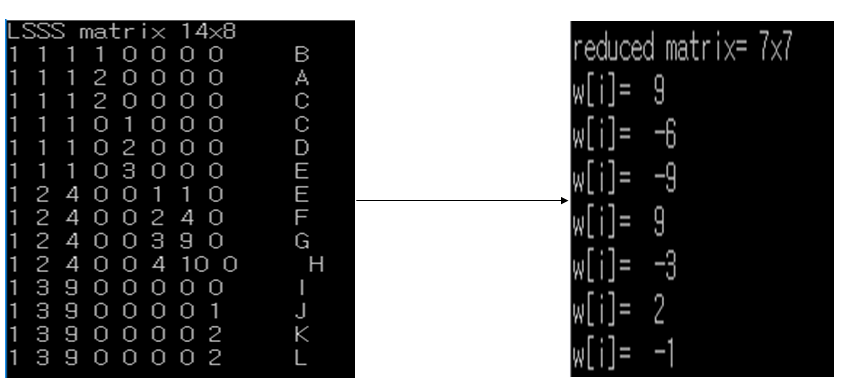 LSSS matrix 14x8
1 1 1 1 0 0 0 0 B
1 1 1 2 0 0 0 0 A
1 1 1 2 0 0 0 0 C
1 1 1 0 1 0 0 0 C
1 1 1 0 2 0 0 0 D
1 1 1 0 3 0 0 0 E
1 2 4 0 0 1 1 0 E
1 2 4 0 0 2 4 0 F
1 2 4 0 0 3 9 0 G
1 2 4 0 0 4 10 0 H
1 3 9 0 0 0 0 0 I
1 3 9 0 0 0 0 1 J
1 3 9 0 0 0 0 2 K
1 3 9 0 0 0 0 2 L
reduced matrix= 7x7
w[i]= 9
w[i]= -6
w[i]= -9
w[i]= 9
w[i]= -3
w[i]= 2
w[i]= -1